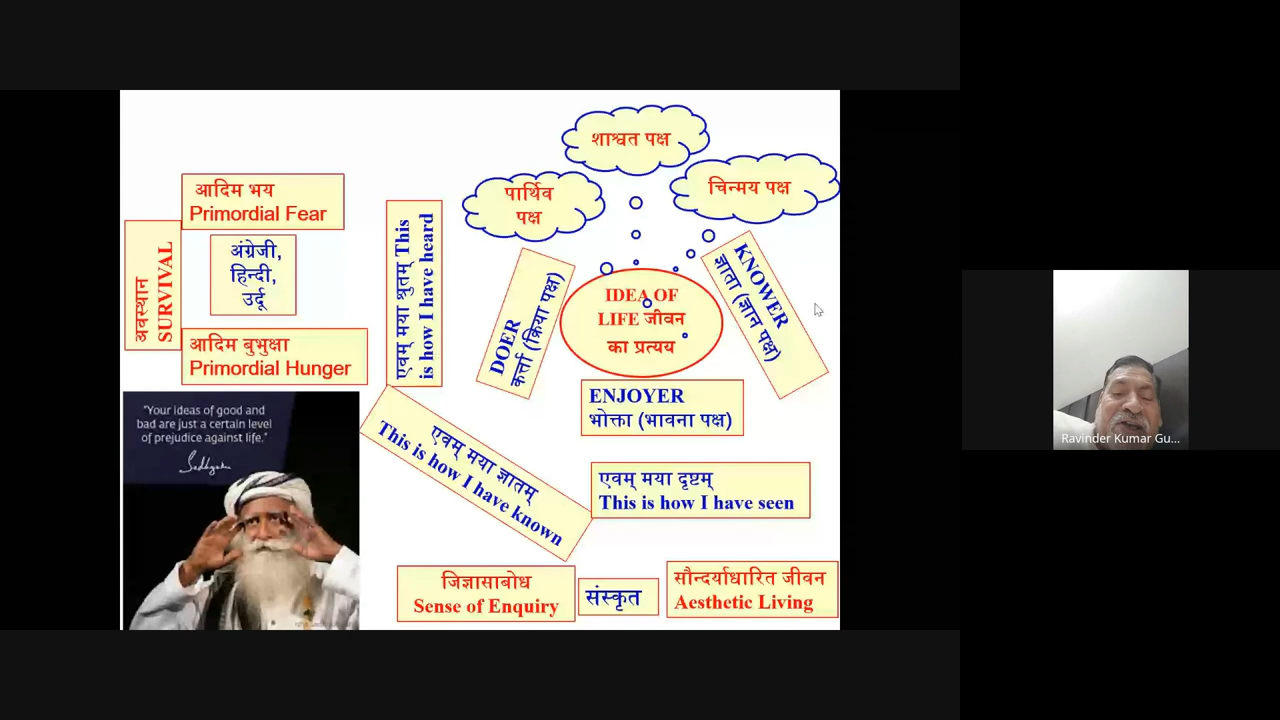 शाश्वत पक्ष
पार्थिव
पक्ष
चिन्मय पक्ष
आदिम भय
Primordial Fear
अवस्थान
SURVIVAL
अंग्रेजी,
हिन्दी,
उर्दू
आदिम बुभुक्षा
Primordial Hunger
एवम् मया श्रुतम् This
is how I have heard
DOER
कर्त्ता (क्रिया पक्ष)
IDEA OF
LIFE जीवन
का प्रत्यय
KNOWER
ज्ञाता (ज्ञान पक्ष)
ENJOYER
भोक्ता (भावना पक्ष)
"Your ideas of good and
bad are just a certain level
of prejudice against life."
Sadhguru
एवम् मया ज्ञातम्
This is how I have known
एवम् मया दृष्टम्
This is how I have seen
जिज्ञासाबोध
Sense of Enquiry
संस्कृत
सौन्दर्याधारित जीवन
Aesthetic Living
Ravinder Kumar Gu...